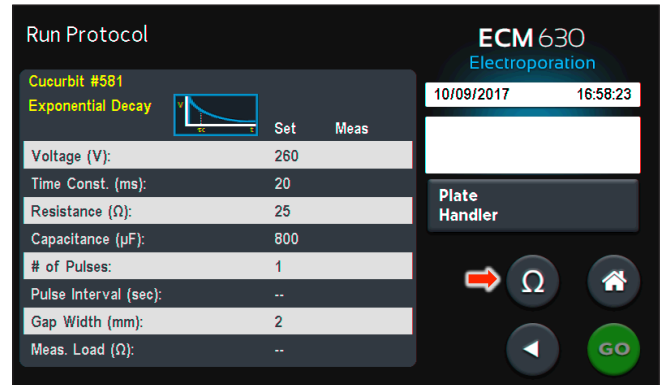 Run Protocol
ECM 630
Electroporation
Cucurbit #581
Exponential Decay
V
TC
t
Set Meas
10/09/2017 16:58:23
Voltage (V): 260
Time Const. (ms): 20
Resistance (Ω): 25
Capacitance (µF): 800
# of Pulses: 1
Pulse Interval (sec): --
Gap Width (mm): 2
Meas. Load (Ω): --
Plate
Handler
Ω
GO